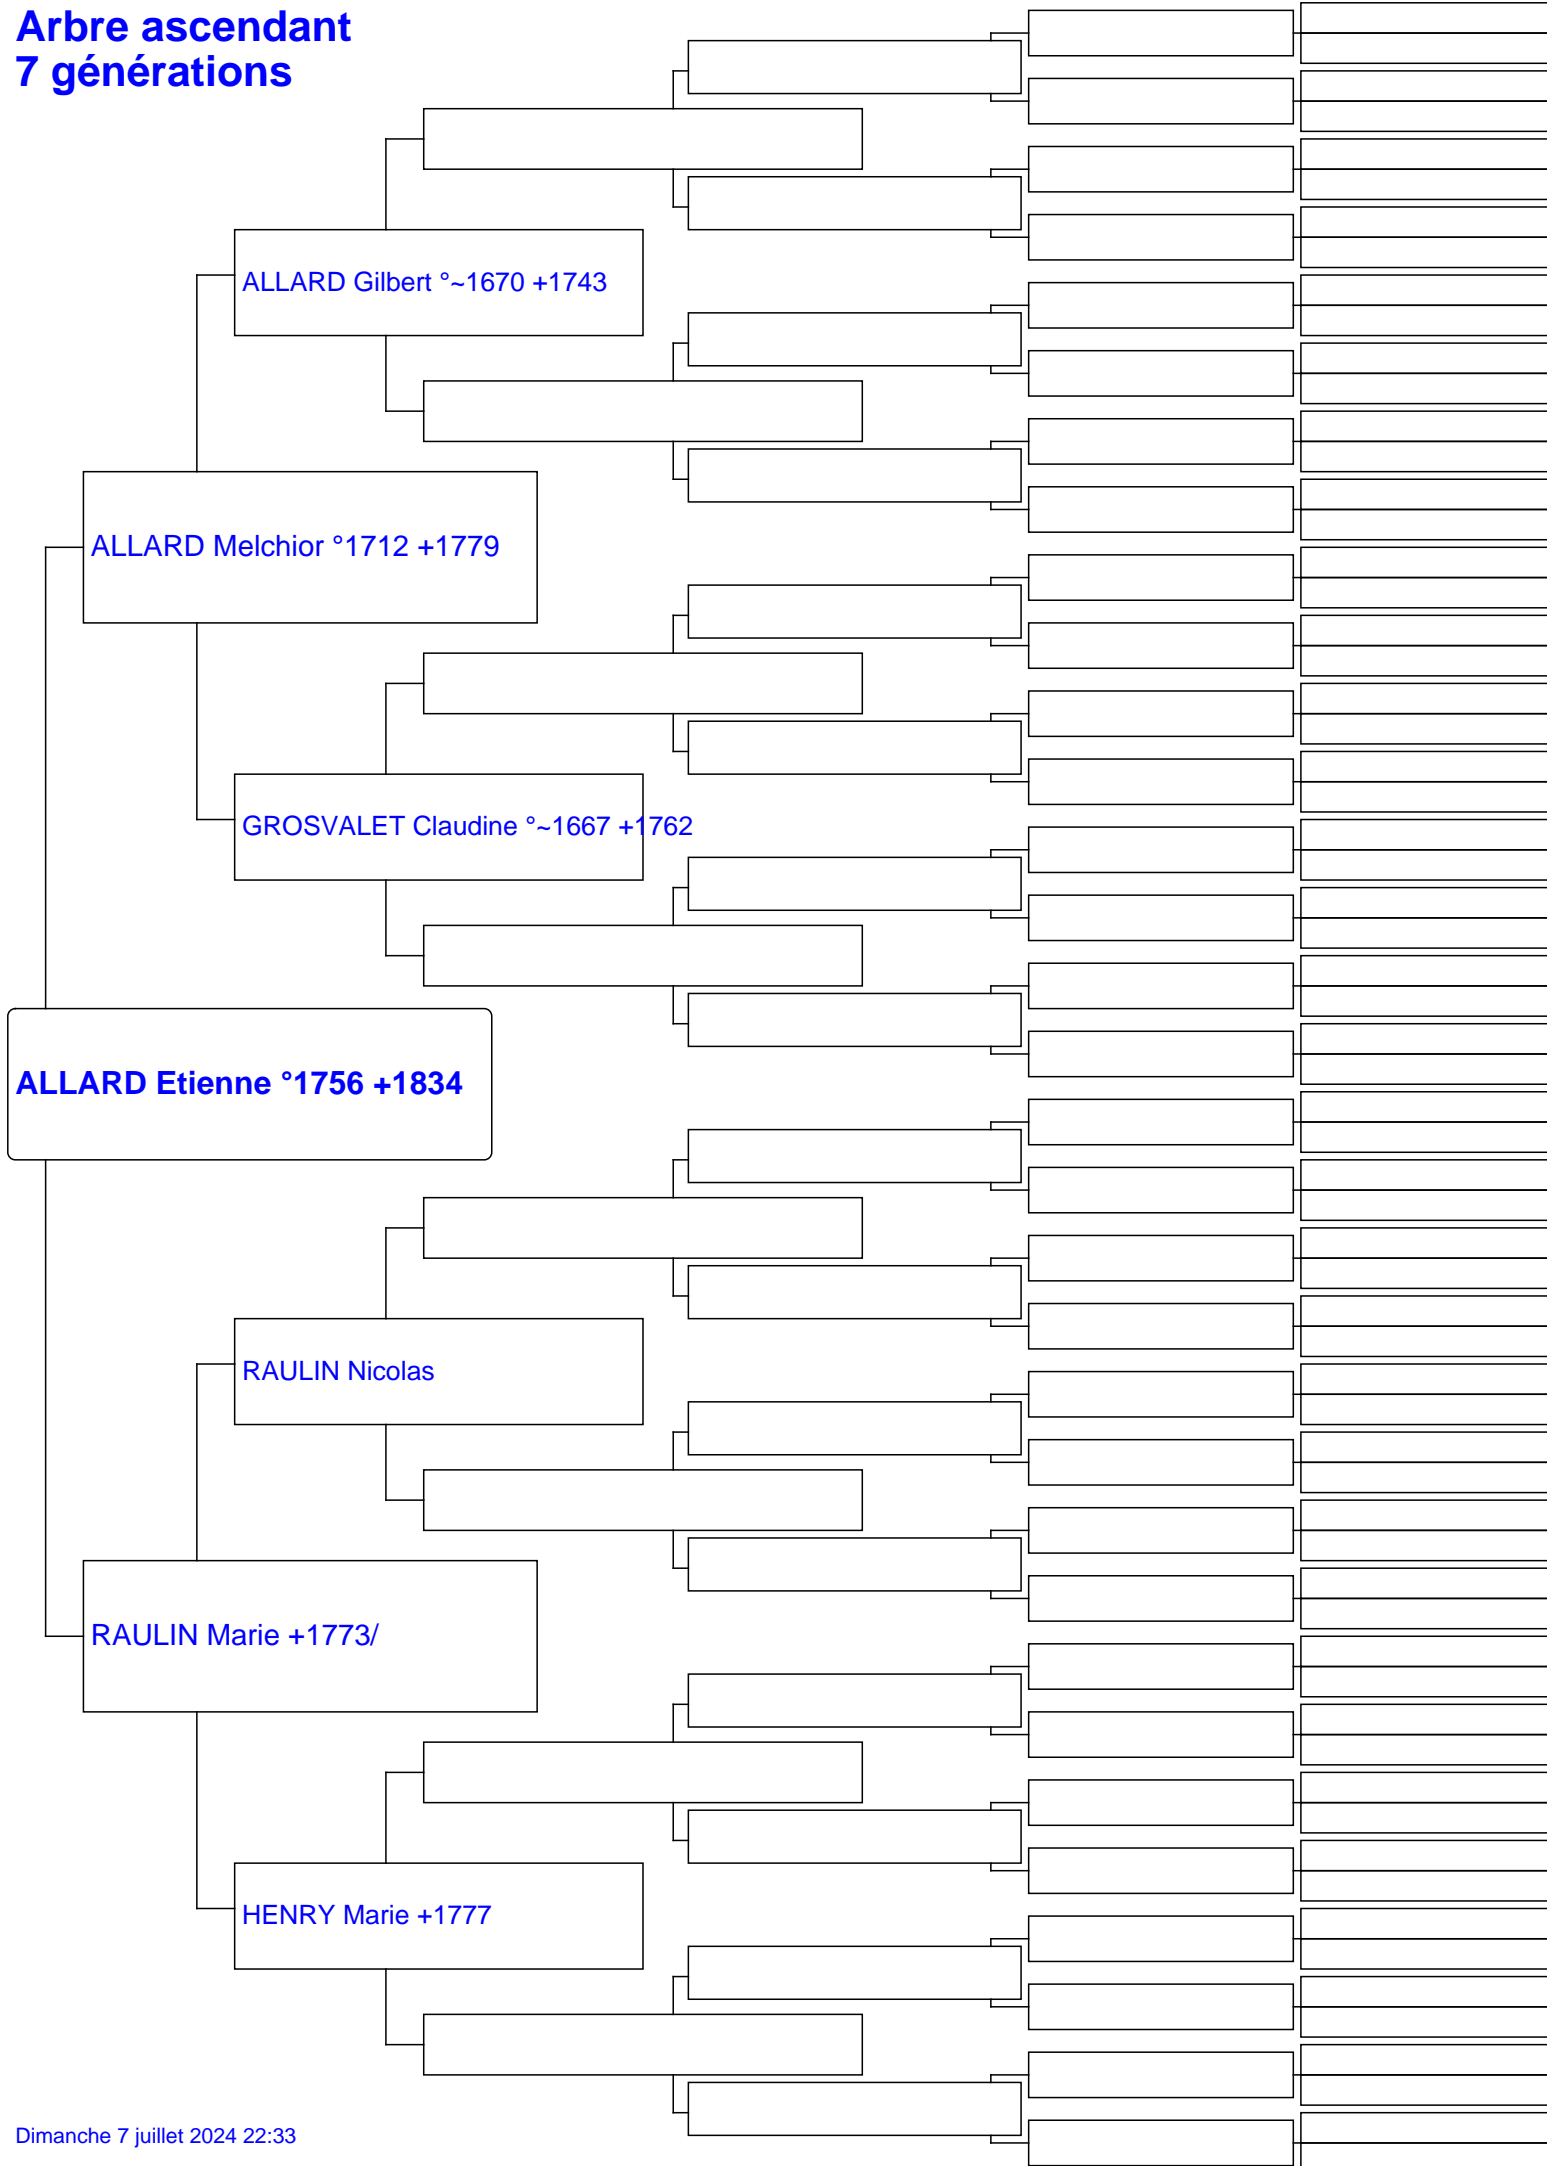 Arbre ascendant
7 générations
ALLARD Gilbert °~1670 +1743
ALLARD Melchior °1712 +1779
GROSVALET Claudine °~1667 +1762
ALLARD Etienne °1756 +1834
RAULIN Nicolas
RAULIN Marie +1773/
HENRY Marie +1777
Dimanche 7 juillet 2024 22:33